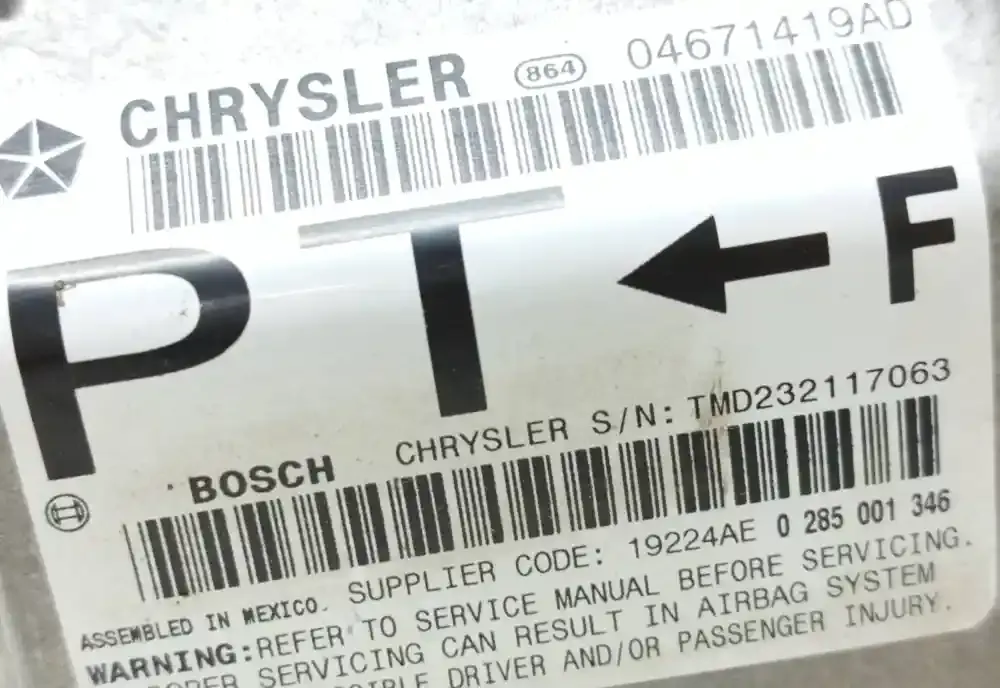 CHRYSLER 864 04671419AD
PT F
BOSCH CHRYSLER S/N: TMD232117063
SUPPLIER CODE: 19224AE 0 285 001 346
ASSEMBLED IN MEXICO.
WARNING:REFER TO SERVICE MANUAL BEFORE SERVICING.
SERVICING CAN RESULT IN AIRBAG SYSTEM
DRIVER AND/OR PASSENGER INJURY.